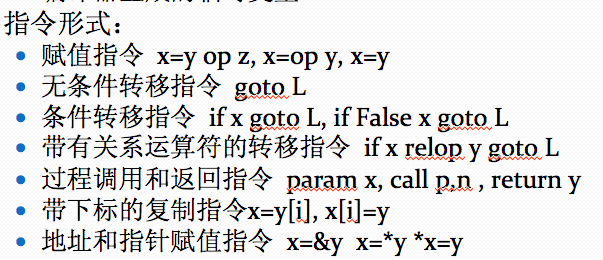 指令形式：
• 赋值指令 x=y op z, x=op y, x=y
• 无条件转移指令 goto L
• 条件转移指令 if x goto L, if False x goto L
• 带有关系运算符的转移指令 if x relop y goto L
• 过程调用和返回指令 param x, call p,n , return y
• 带下标的复制指令x=y[i], x[i]=y
• 地址和指针赋值指令 x=&y x=*y *x=y